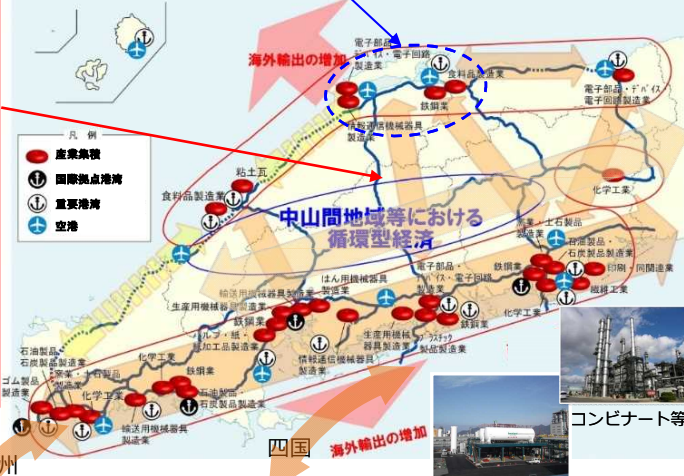 電子部品・
デバイス・電子回路
製造業
海外輸出の増加
食料品製造業
鉄鋼業
電子部品・デバイス・
電子回路製造業
情報通信機械器具
製造業
凡 例
産業集積
国際拠点港湾
重要港湾
空港
粘土瓦
食料品製造業
化学工業
中山間地域等における
循環型経済
窯業・土石製品
製造業
石油製品・
石炭製品製造業
鉄鋼業
印刷・同関連業
繊維工業
化学工業
はん用機械器具
製造業
電子部品・
デバイス・電子回路
製造業
輸送用機械器具製造業
生産用機械器具製造業
鉄鋼業
パルプ・紙・
紙加工品製造業
情報通信機械器具
製造業
生産用機械
器具製造業
鉄鋼業
プラスチック
製品製造業
石油製品・
石炭製品製造業
窯業・土石製品
製造業
化学工業
鉄鋼業
ゴム製品
製造業
化学工業
石油製品・
石炭製品製造業
輸送用機械器具
製造業
コンビナート等
四国
海外輸出の増加
州